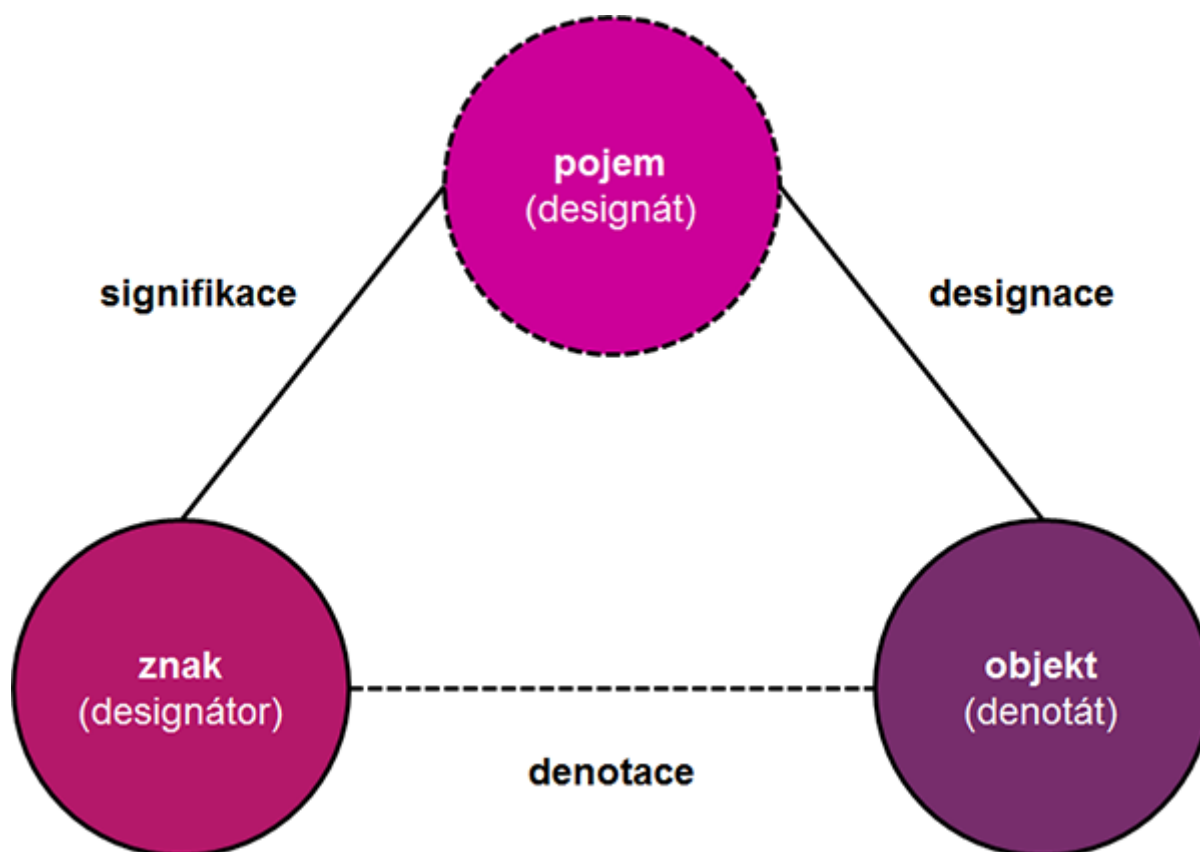 pojem
(designát)
signifikace
designace
znak
(designátor)
objekt
(denotát)
denotace